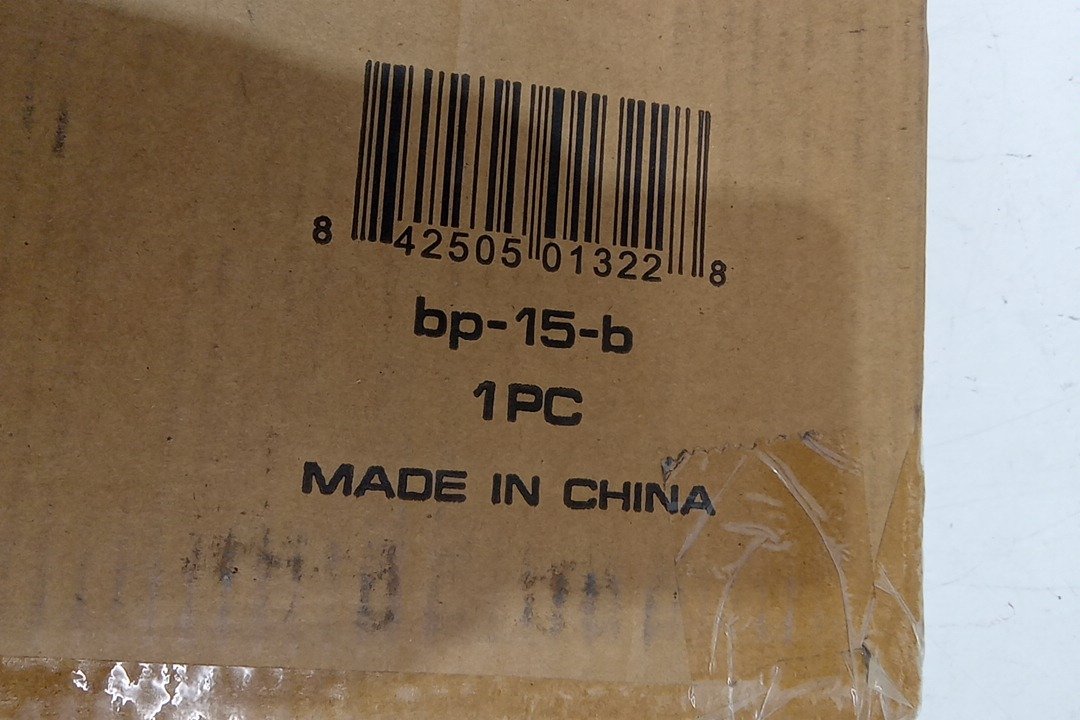 8 42505 01322 8
bp-15-b
1PC
MADE IN CHINA